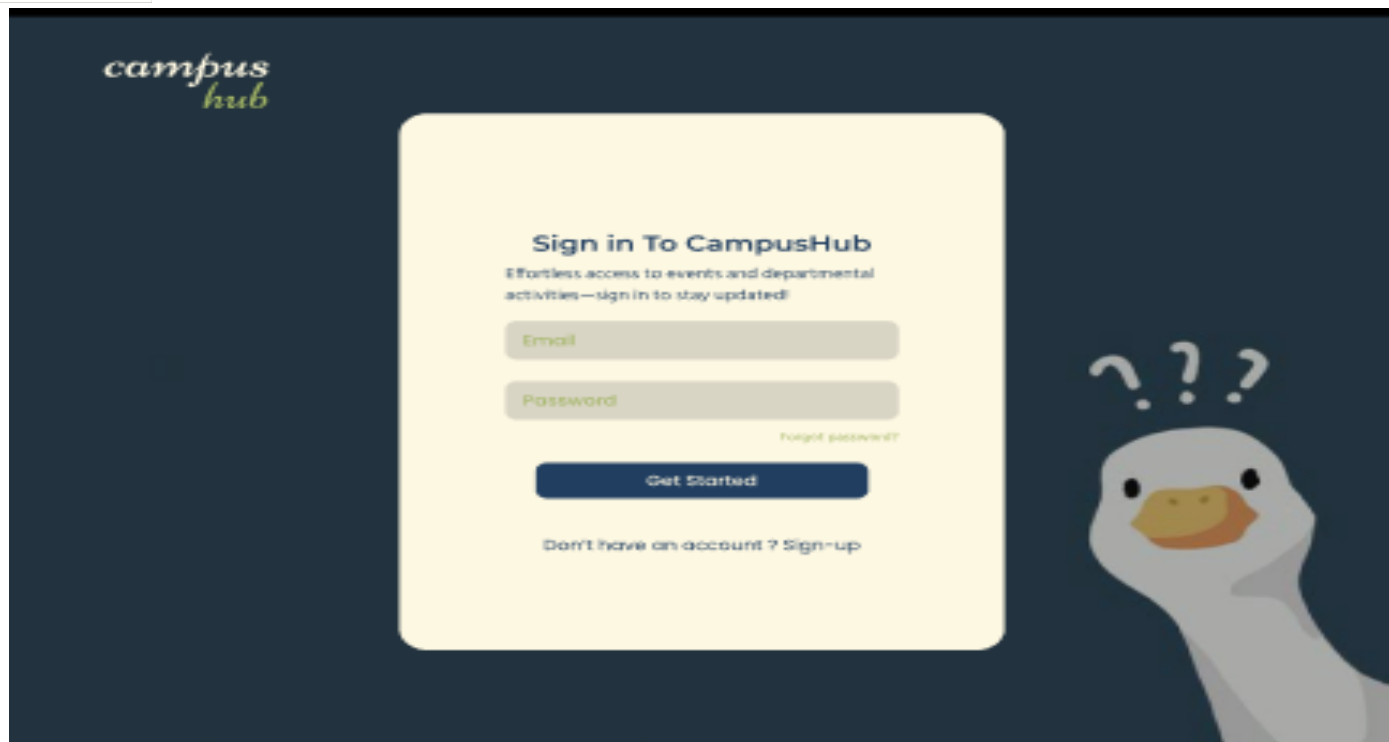 campus
hub
Sign in To CampusHub
Effortless access to events and departmental
activities—sign in to stay updated!
Email
Password
Forgot password?
Get Started
Don't have an account ? Sign-up
???